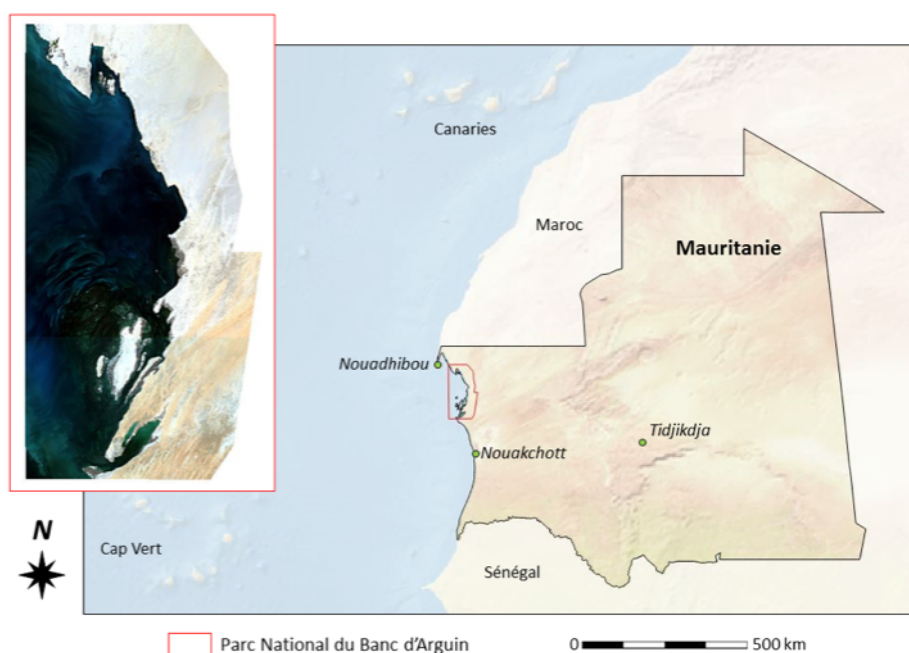 Canaries
Maroc
Mauritanie
Nouadhibou
Tidjikdja
Nouakchott
N
Cap Vert
Sénégal
Parc National du Banc d'Arguin
0 500 km